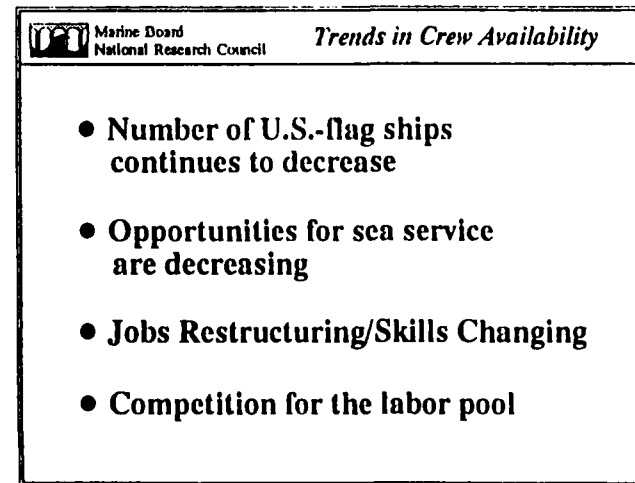 Marine Board
National Research Council
Trends in Crew Availability
● Number of U.S.-flag ships
continues to decrease
● Opportunities for sea service
are decreasing
● Jobs Restructuring/Skills Changing
● Competition for the labor pool